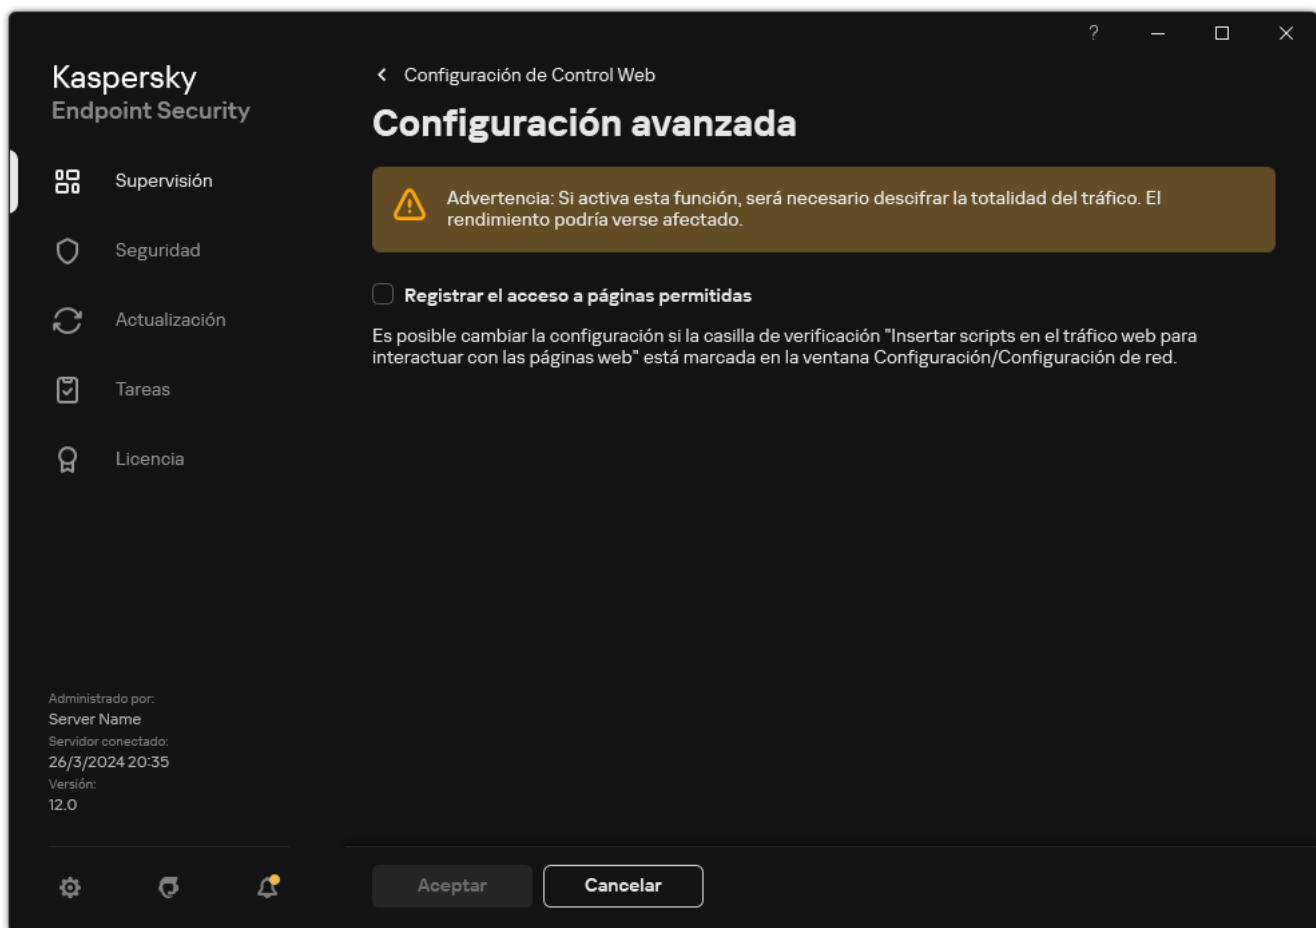 ?
Kaspersky
Endpoint Security
Supervisión
Seguridad
Actualización
Tareas
Licencia
Administrado por:
Server Name
Servidor conectado:
26/3/2024 20:35
Versión:
12.0
Configuración de Control Web
Configuración avanzada
Advertencia: Si activa esta función, será necesario descifrar la totalidad del tráfico. El
rendimiento podría verse afectado.
Registrar el acceso a páginas permitidas
Es posible cambiar la configuración si la casilla de verificación "Insertar scripts en el tráfico web para
interactuar con las páginas web" está marcada en la ventana Configuración/Configuración de red.
Aceptar
Cancelar